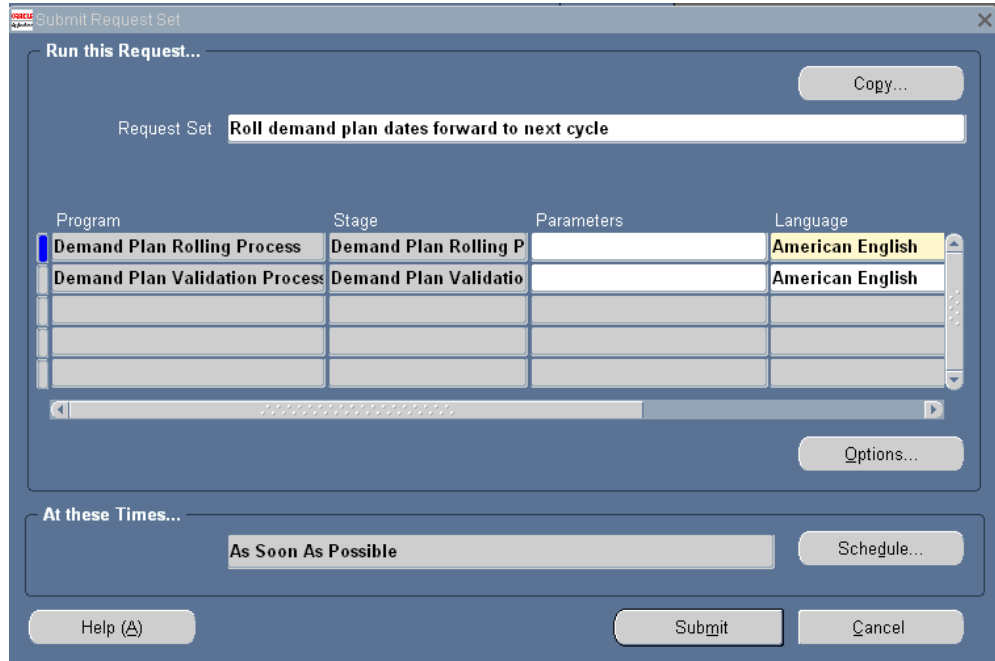 ORACLE
Submit Request Set
Run this Request...
Copy...
Request Set Roll demand plan dates forward to next cycle
Program Stage Parameters Language
Demand Plan Rolling Process Demand Plan Rolling P American English
Demand Plan Validation Process Demand Plan Validatio American English
Options...
At these Times...
As Soon As Possible
Schedule...
Help (A) Submit Cancel